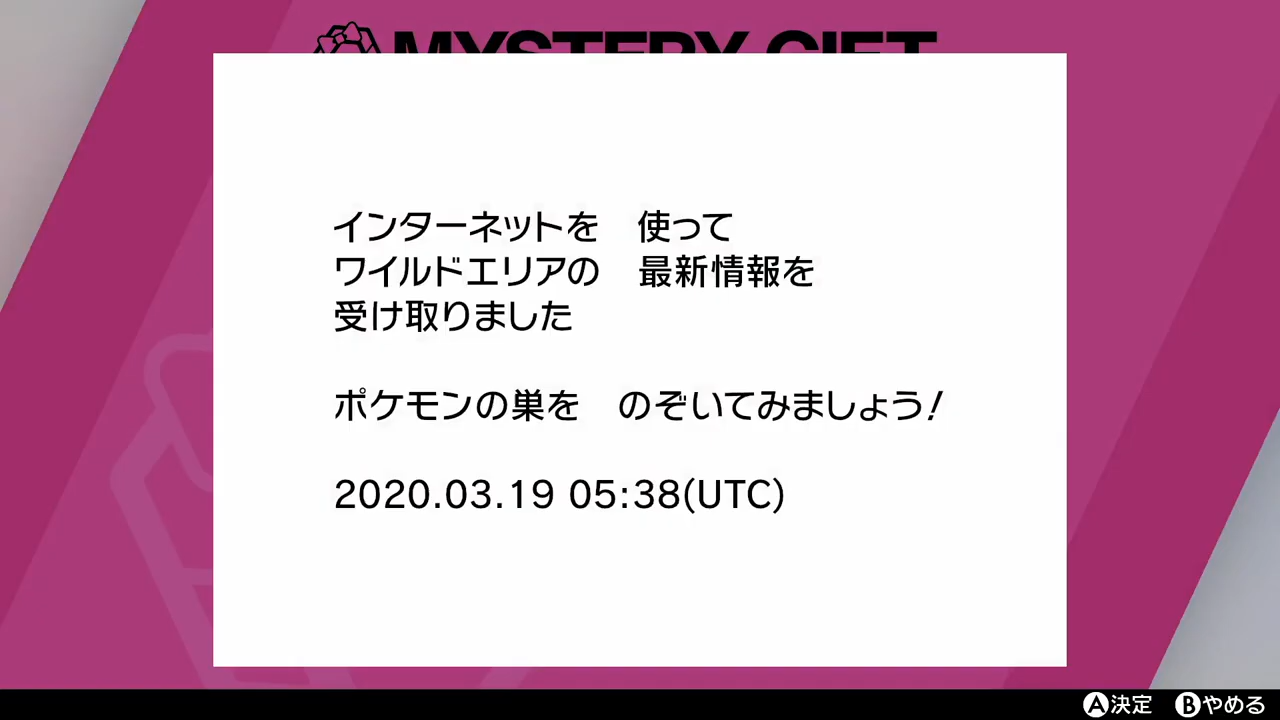 MYSTERY GIFT
インターネットを　使って
ワイルドエリアの　最新情報を
受け取りました
ポケモンの巣を　のぞいてみましょう！
2020.03.19 05:38(UTC)
A決定 Bやめる